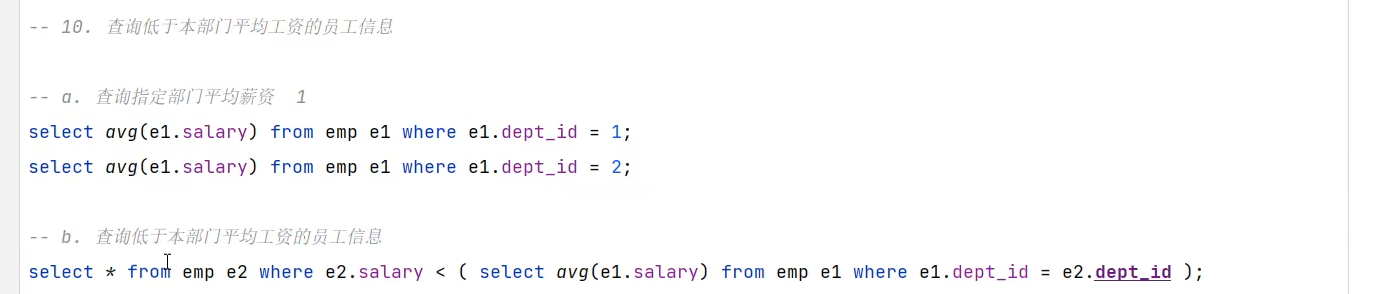 -- 10. 查询低于本部门平均工资的员工信息
-- a. 查询指定部门平均薪资  1
select avg(e1.salary) from emp e1 where e1.dept_id = 1;
select avg(e1.salary) from emp e1 where e1.dept_id = 2;
-- b. 查询低于本部门平均工资的员工信息
select * from emp e2 where e2.salary < ( select avg(e1.salary) from emp e1 where e1.dept_id = e2.dept_id );